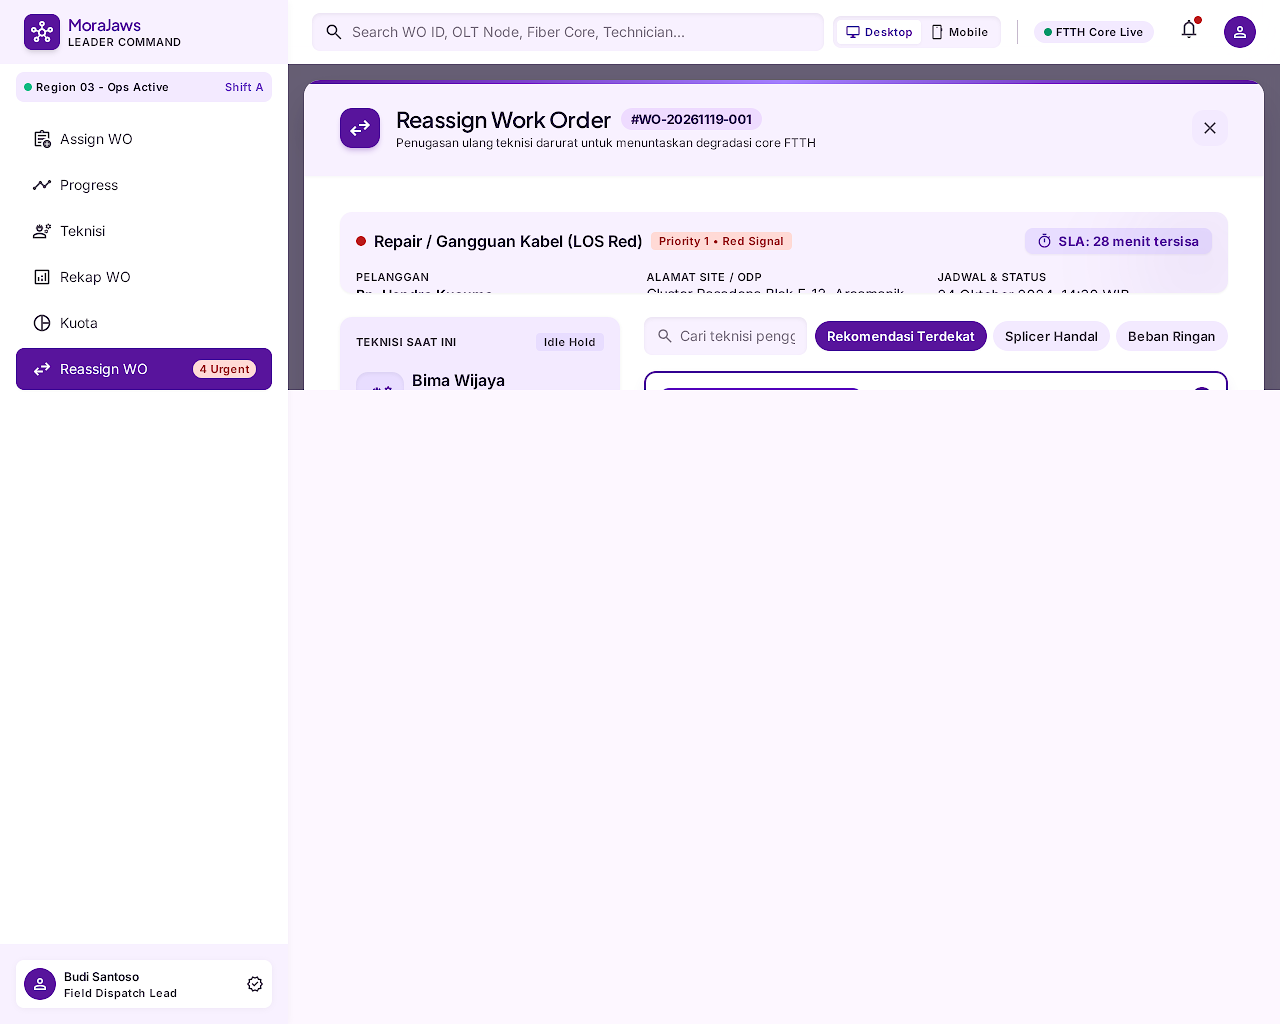 MoraJaws
LEADER COMMAND
Region 03 - Ops Active
Shift A
Assign WO
Progress
Teknisi
Rekap WO
Kuota
Reassign WO
4 Urgent
Budi Santoso
Field Dispatch Lead
Search WO ID, OLT Node, Fiber Core, Technician...
Desktop
Mobile
FTTH Core Live
Reassign Work Order
#WO-20261119-001
Penugasan ulang teknisi darurat untuk menuntaskan degradasi core FTTH
Repair / Gangguan Kabel (LOS Red)
Priority 1 • Red Signal
SLA: 28 menit tersisa
PELANGGAN
ALAMAT SITE / ODP
JADWAL & STATUS
TEKNISI SAAT INI
Idle Hold
Bima Wijaya
Cari teknisi pengg
Rekomendasi Terdekat
Splicer Handal
Beban Ringan